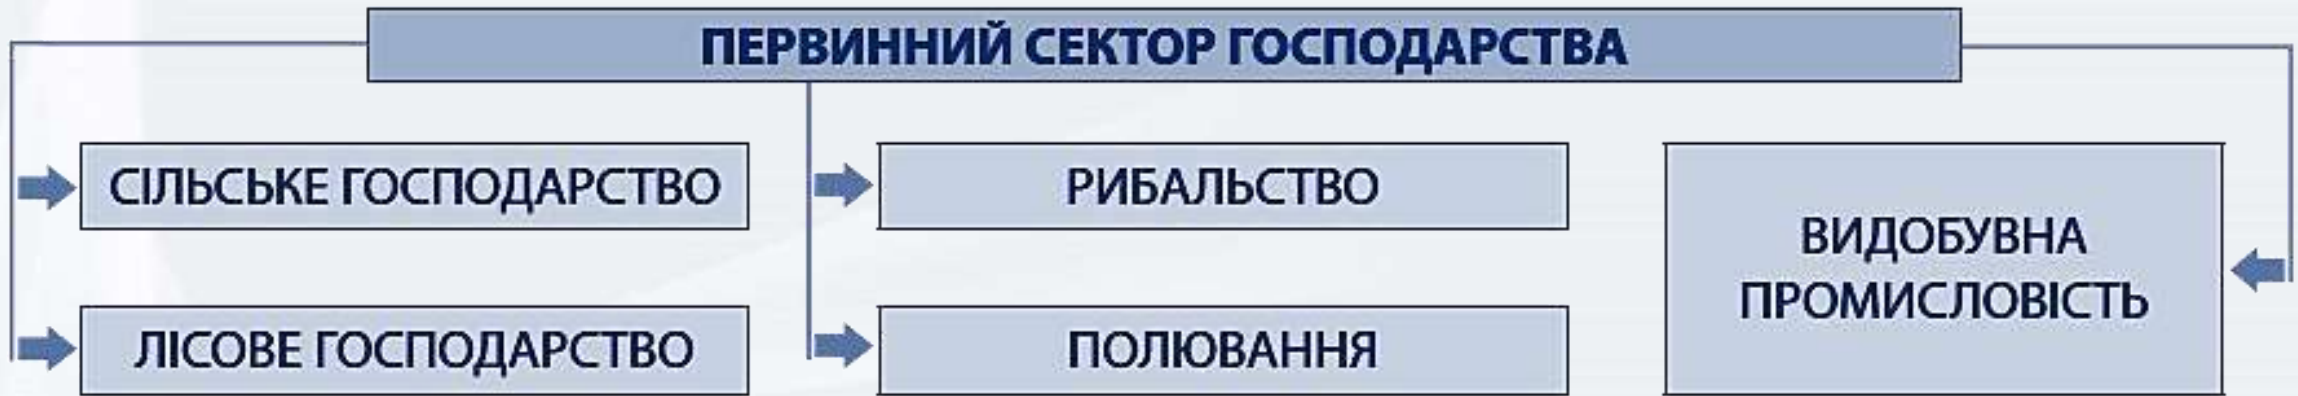 ПЕРВИННИЙ СЕКТОР ГОСПОДАРСТВА
СІЛЬСЬКЕ ГОСПОДАРСТВО
РИБАЛЬСТВО
ВИДОБУВНА
ПРОМИСЛОВІСТЬ
ЛІСОВЕ ГОСПОДАРСТВО
ПОЛЮВАННЯ